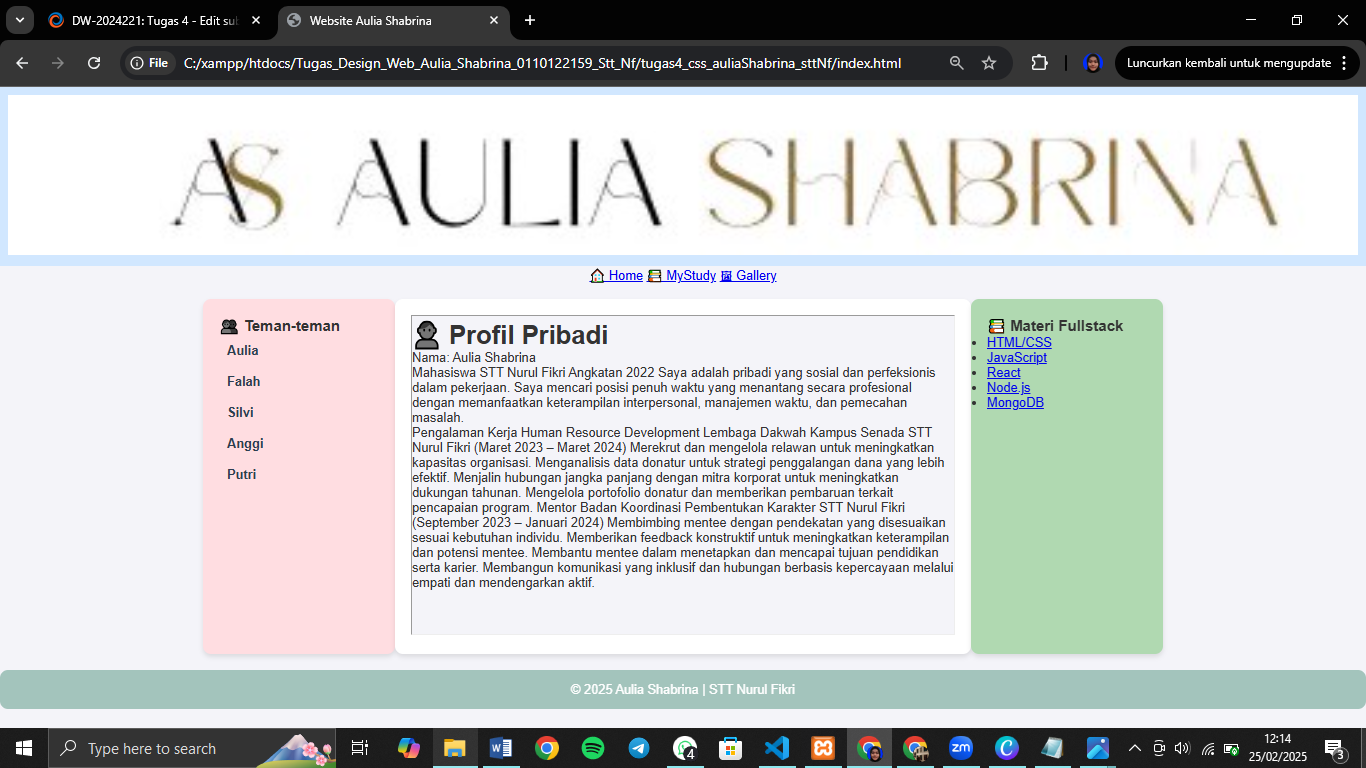 DW-2024221: Tugas 4 - Edit sub
Website Aulia Shabrina
File
C:/xampp/htdocs/Tugas_Design_Web_Aulia_Shabrina_0110122159_Stt_Nf/tugas4_css_auliaShabrina_sttNf/index.html
Luncurkan kembali untuk mengupdate
AS AULIA SHABRINA
Home MyStudy Gallery
Teman-teman
Aulia
Falah
Silvi
Anggi
Putri
Profil Pribadi
Nama: Aulia Shabrina
Mahasiswa STT Nurul Fikri Angkatan 2022 Saya adalah pribadi yang sosial dan perfeksionis
dalam pekerjaan. Saya mencari posisi penuh waktu yang menantang secara profesional
dengan memanfaatkan keterampilan interpersonal, manajemen waktu, dan pemecahan
masalah.
Pengalaman Kerja Human Resource Development Lembaga Dakwah Kampus Senada STT
Nurul Fikri (Maret 2023 – Maret 2024) Merekrut dan mengelola relawan untuk meningkatkan
kapasitas organisasi. Menganalisis data donatur untuk strategi penggalangan dana yang lebih
efektif. Menjalin hubungan jangka panjang dengan mitra korporat untuk meningkatkan
dukungan tahunan. Mengelola portofolio donatur dan memberikan pembaruan terkait
pencapaian program. Mentor Badan Koordinasi Pembentukan Karakter STT Nurul Fikri
(September 2023 – Januari 2024) Membimbing mentee dengan pendekatan yang disesuaikan
sesuai kebutuhan individu. Memberikan feedback konstruktif untuk meningkatkan keterampilan
dan potensi mentee. Membantu mentee dalam menetapkan dan mencapai tujuan pendidikan
serta karier. Membangun komunikasi yang inklusif dan hubungan berbasis kepercayaan melalui
empati dan mendengarkan aktif.
Materi Fullstack
HTML/CSS
JavaScript
React
Node.js
MongoDB
© 2025 Aulia Shabrina | STT Nurul Fikri
Type here to search
4
zm
12:14
25/02/2025
3